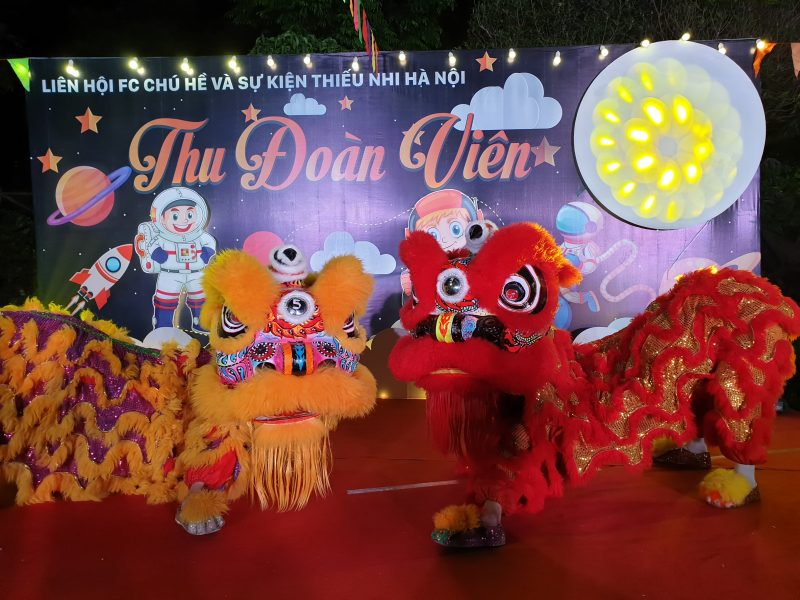 LIÊN HỘI FC CHÚ HỀ VÀ SỰ KIỆN THIẾU NHI HÀ NỘI
Thu Đoàn Viên
5